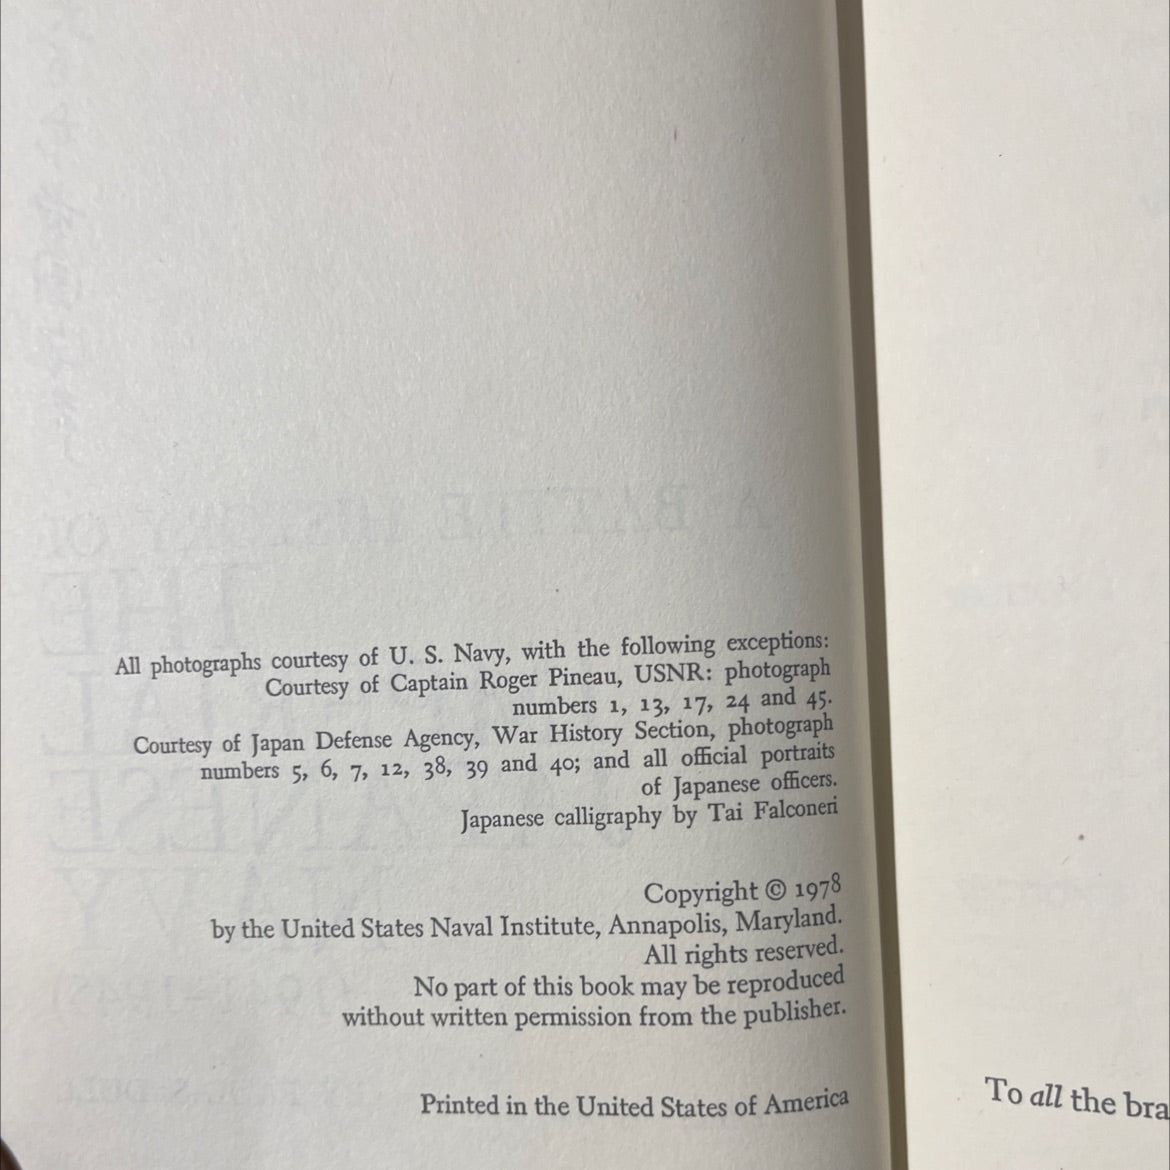 All photographs courtesy of U. S. Navy, with the following exceptions:
Courtesy of Captain Roger Pineau, USNR: photograph
numbers 1, 13, 17, 24 and 45.
Courtesy of Japan Defense Agency, War History Section, photograph
numbers 5, 6, 7, 12, 38, 39 and 40; and all official portraits
of Japanese officers.
Japanese calligraphy by Tai Falconeri
Copyright © 1978
by the United States Naval Institute, Annapolis, Maryland.
All rights reserved.
No part of this book may be reproduced
without written permission from the publisher.
Printed in the United States of America
To all the bra